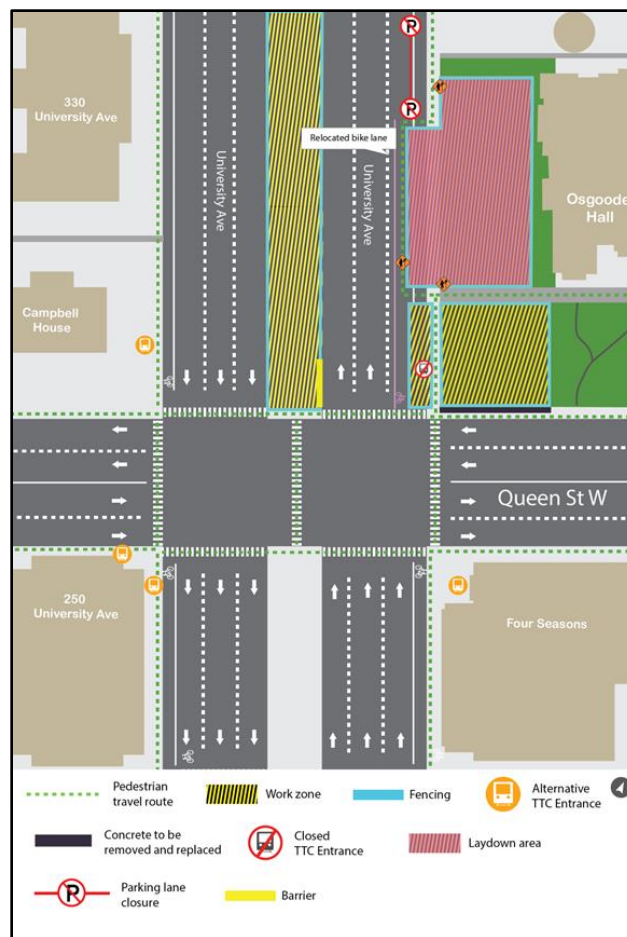 330
University Ave
Relocated bike lane
University Ave
University Ave
Osgoode
Hall
Campbell
House
Queen St W
250
University Ave
Four Seasons
Pedestrian
travel route
Work zone
Fencing
Alternative
TTC Entrance
Concrete to be
removed and replaced
Closed
TTC Entrance
Laydown area
P
Parking lane
closure
Barrier